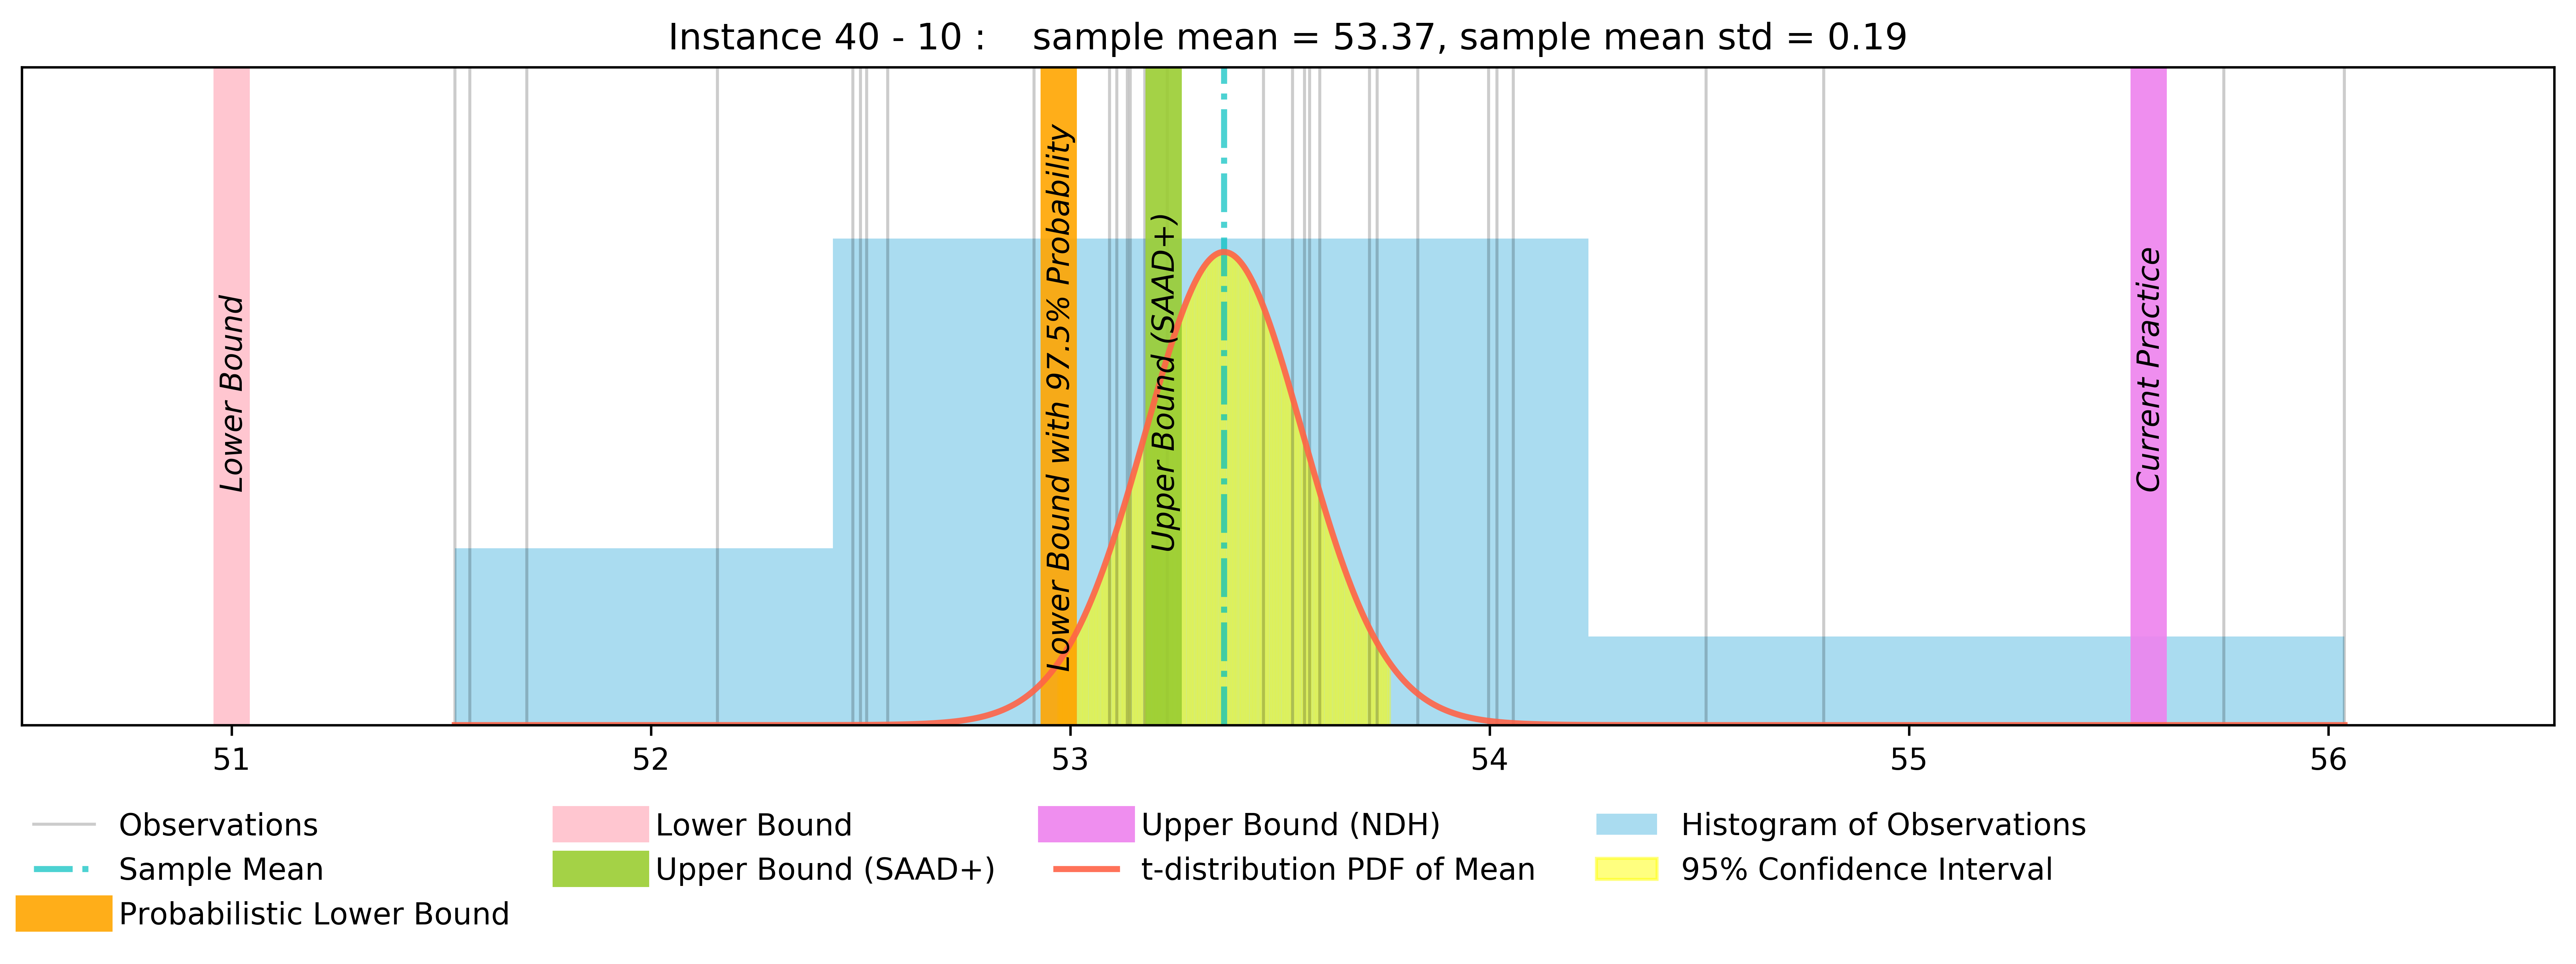 Instance 40 - 10 :    sample mean = 53.37, sample mean std = 0.19
Lower Bound
Lower Bound with 97.5% Probability
Upper Bound (SAAD+)
Current Practice
51 52 53 54 55 56
Observations Lower Bound Upper Bound (NDH) Histogram of Observations
Sample Mean Upper Bound (SAAD+) t-distribution PDF of Mean 95% Confidence Interval
Probabilistic Lower Bound